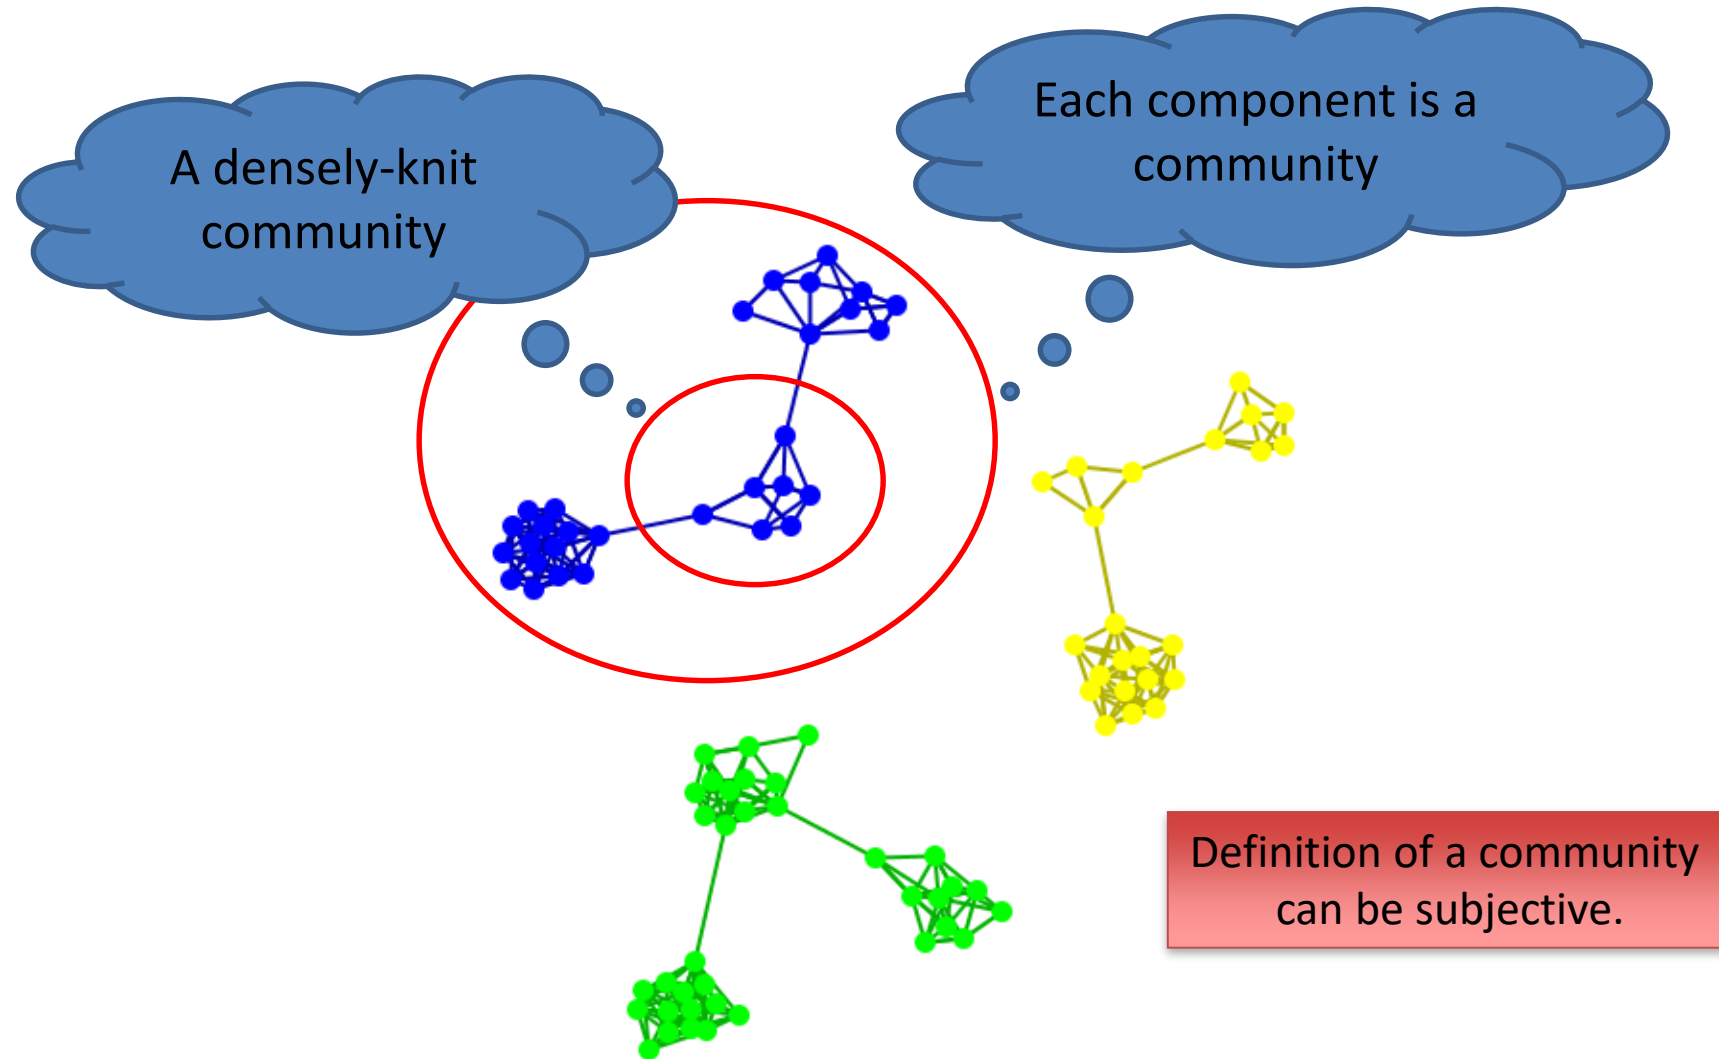 A densely-knit
community
Each component is a
community
Definition of a community
can be subjective.